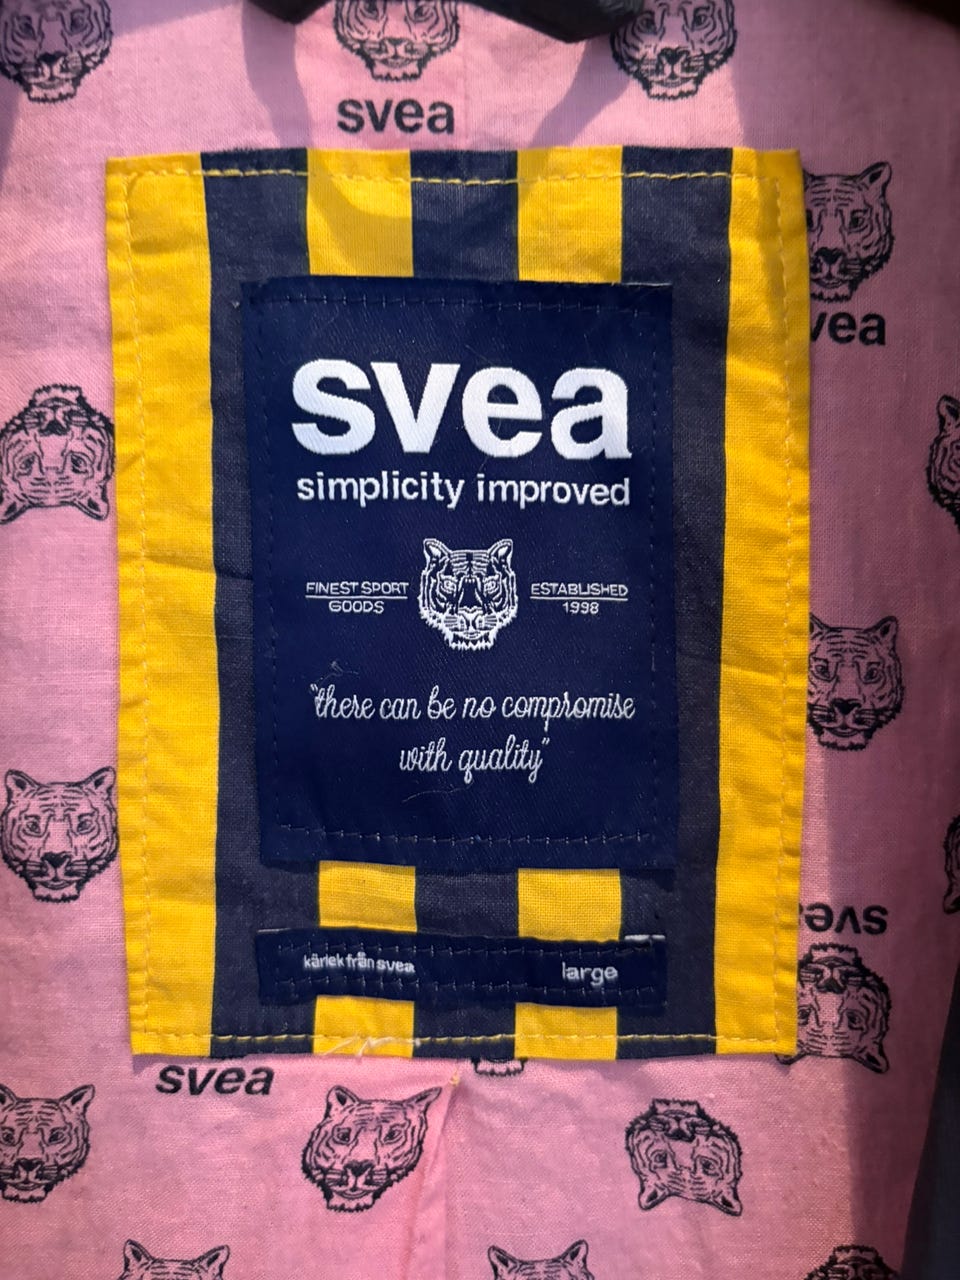 svea
svea
simplicity improved
FINEST SPORT
GOODS
ESTABLISHED
1998
"there can be no compromise
with quality"
kärlek från svea
large
vea
svea
svea